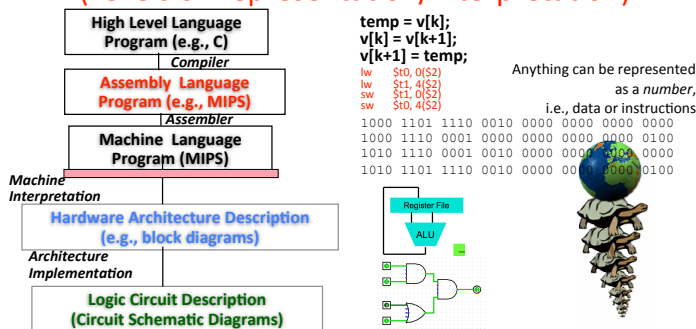 High Level Language
Program (e.g., C)
Compiler
Assembly Language
Program (e.g., MIPS)
Assembler
Machine Language
Program (MIPS)
Machine
Interpretation
Hardware Architecture Description
(e.g., block diagrams)
Architecture
Implementation
Logic Circuit Description
(Circuit Schematic Diagrams)
temp = v[k];
v[k] = v[k+1];
v[k+1] = temp;
lw $t0, 0($2)
lw $t1, 4($2)
sw $t1, 0($2)
sw $t0, 4($2)
Anything can be represented
as a number,
i.e., data or instructions
1000 1101 1110 0010 0000 0000 0000 0000
1000 1110 0001 0000 0000 0000 0000 0100
1010 1110 0001 0010 0000 0000 0000 0000
1010 1101 1110 0010 0000 0000 0000 0100
Register File
ALU